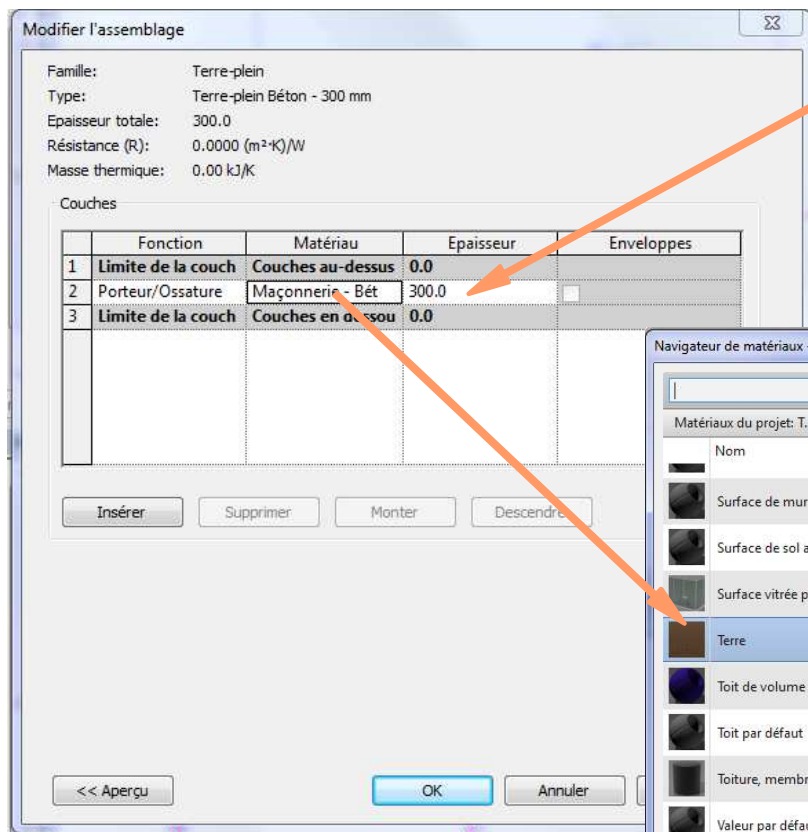 Modifier l'assemblage
Famille: Terre-plein
Type: Terre-plein Béton - 300 mm
Epaisseur totale: 300.0
Résistance (R): 0.0000 (m²·K)/W
Masse thermique: 0.00 kJ/K
Couches
Fonction Matériau Epaisseur Enveloppes
1 Limite de la couch Couches au-dessus 0.0
2 Porteur/Ossature Maçonnerie - Bét 300.0
3 Limite de la couch Couches en dessou 0.0
Insérer Supprimer Monter Descendre
<< Aperçu OK Annuler
Navigateur de matériaux -
Matériaux du projet: T.
Nom
Surface de mur
Surface de sol a
Surface vitrée p
Terre
Toit de volume
Toit par défaut
Toiture, membr
Valeur par défau